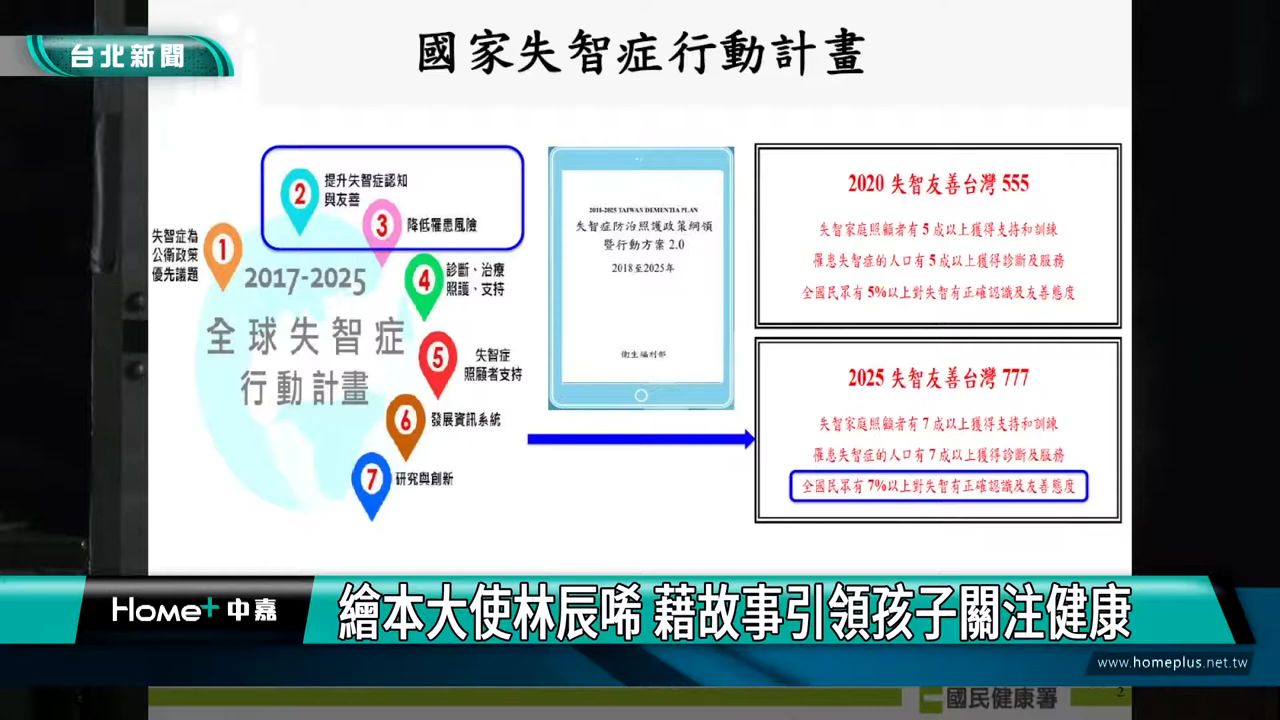 台北新聞
國家失智症行動計畫
失智症為
公衛政策
優先議題
1
2
提升失智症認知
與友善
3
降低罹患風險
4
診斷、治療
照護、支持
5
失智症
照顧者支持
6
發展資訊系統
7
研究與創新
2017-2025
全球失智症
行動計畫
2018-2025 TAIWAN DEMENTIA PLAN
失智症防治照護政策綱領
暨行動方案 2.0
2018至2025年
衛生福利部
2020 失智友善台灣 555
失智家庭照顧者有 5 成以上獲得支持和訓練
罹患失智症的人口有 5 成以上獲得診斷及服務
全國民眾有 5%以上對失智有正確認識及友善態度
2025 失智友善台灣 777
失智家庭照顧者有 7 成以上獲得支持和訓練
罹患失智症的人口有 7 成以上獲得診斷及服務
全國民眾有 7%以上對失智有正確認識及友善態度
Home+ 中嘉
繪本大使林辰唏 藉故事引領孩子關注健康
www.homeplus.net.tw
國民健康署
2